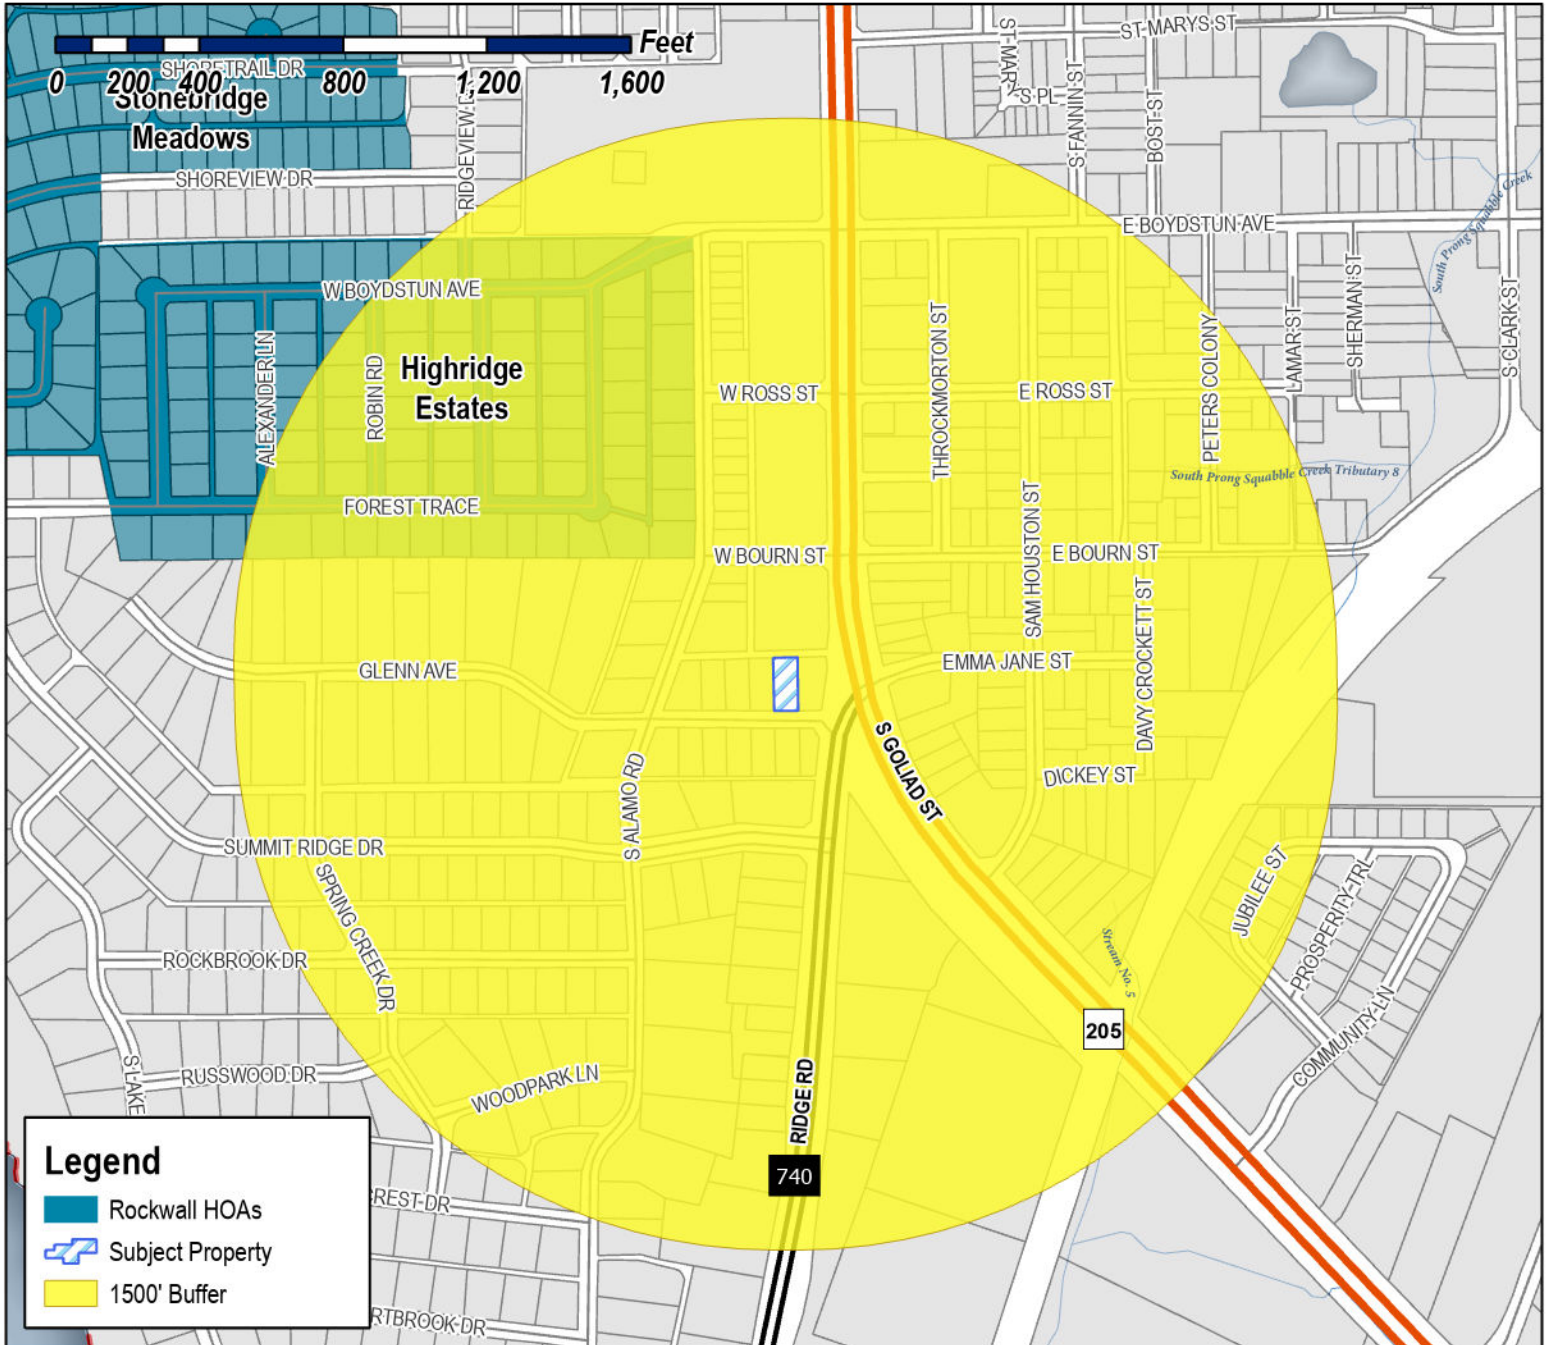 Feet
0 200 400 800 1,200 1,600
SHORETRAIL DR
Stonebridge
Meadows
SHOREVIEW DR
RIDGEVIEW D
ST MARYS ST
ST MARY
S PL
S FANNIN ST
BOST ST
E BOYDSTUN AVE
South Prong Squabble Creek
W BOYDSTUN AVE
ALEXANDER LN
ROBIN RD
Highridge
Estates
FOREST TRACE
W ROSS ST
E ROSS ST
THROCKMORTON ST
PETERS COLONY
LAMAR ST
SHERMAN ST
S CLARK ST
South Prong Squabble Creek Tributary 8
W BOURN ST
E BOURN ST
SAM HOUSTON ST
DAVY CROCKETT ST
GLENN AVE
EMMA JANE ST
S GOLIAD ST
DICKEY ST
S ALAMO RD
SUMMIT RIDGE DR
SPRING CREEK DR
ROCKBROOK DR
JUBILEE ST
PROSPERITY TRL
COMMUNITY LN
Stream No. 5
205
S LAKE
RUSSWOOD DR
WOODPARK LN
RIDGE RD
740
REST DR
RTBROOK DR
Legend
Rockwall HOAs
Subject Property
1500' Buffer